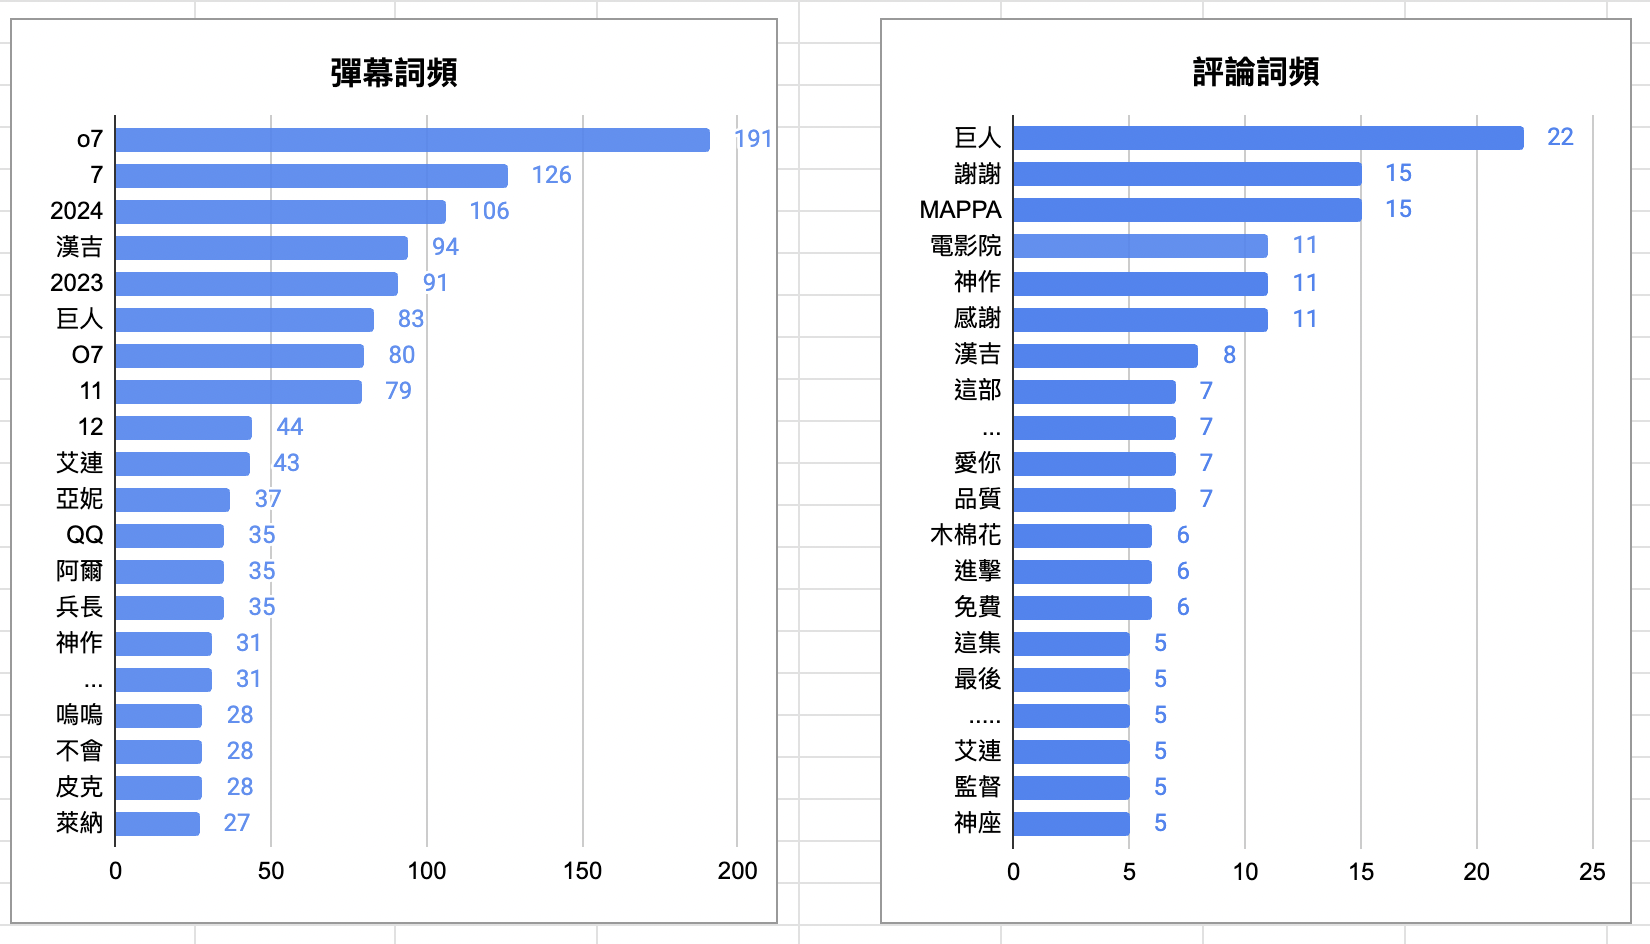 彈幕詞頻
o7 191
7 126
2024 106
漢吉 94
2023 91
巨人 83
O7 80
11 79
12 44
艾連 43
亞妮 37
QQ 35
阿爾 35
兵長 35
神作 31
... 31
嗚嗚 28
不會 28
皮克 28
萊納 27
0 50 100 150 200
評論詞頻
巨人 22
謝謝 15
MAPPA 15
電影院 11
神作 11
感謝 11
漢吉 8
這部 7
... 7
愛你 7
品質 7
木棉花 6
進擊 6
免費 6
這集 5
最後 5
..... 5
艾連 5
監督 5
神座 5
0 5 10 15 20 25